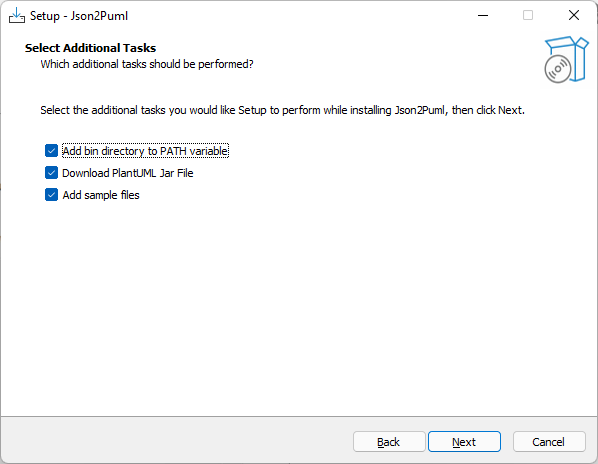 Setup - Json2Puml
Select Additional Tasks
Which additional tasks should be performed?
Select the additional tasks you would like Setup to perform while installing Json2Puml, then click Next.
Add bin directory to PATH variable
Download PlantUML Jar File
Add sample files
Back Next Cancel